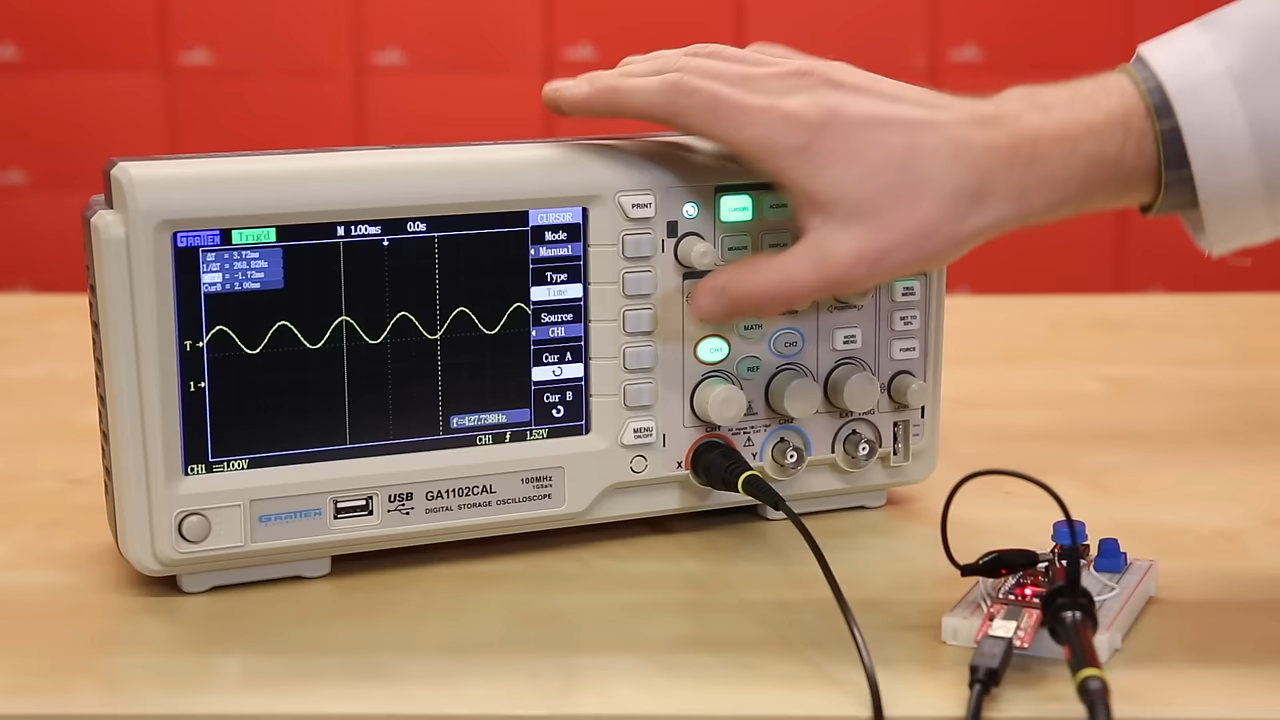 GRATTEN Trig'd M 1.00ms 0.0s
ΔT = 3.72ms
1/ΔT = 268.82Hz
= -1.72ms
CurB = 2.00ms
T
1
f=427.738Hz
CH1 ⎓ 1.00V CH1 1.52V
CURSOR
Mode
Manual
Type
Time
Source
CH1
Cur A
Cur B
PRINT
MENU
ON/OFF
CURSORS
ACQUIRE
MEASURE
DISPLAY
MATH
CH1
CH2
REF
HORI
MENU
TRIG
MENU
SET TO
50%
FORCE
LEVEL
CH1
CH2
EXT TRIG
X
Y
GRATTEN
USB
GA1102CAL
100MHz
1GSa/s
DIGITAL STORAGE OSCILLOSCOPE